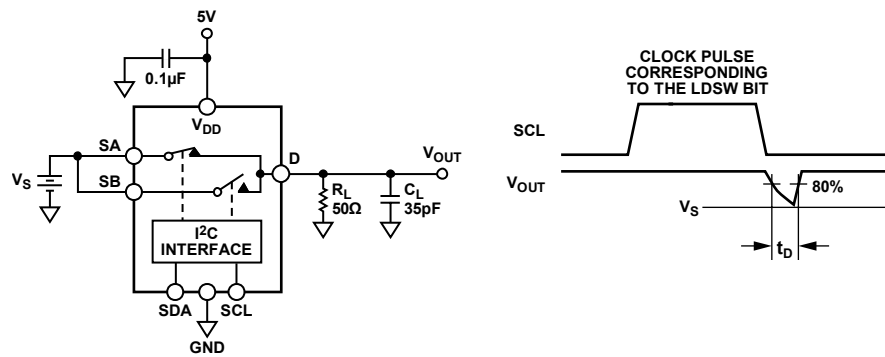 5V
0.1µF
VDD
SA
SB
D
VOUT
VS
RL
50Ω
CL
35pF
I2C
INTERFACE
SDA
SCL
GND
CLOCK PULSE
CORRESPONDING
TO THE LDSW BIT
SCL
VOUT
80%
VS
tD